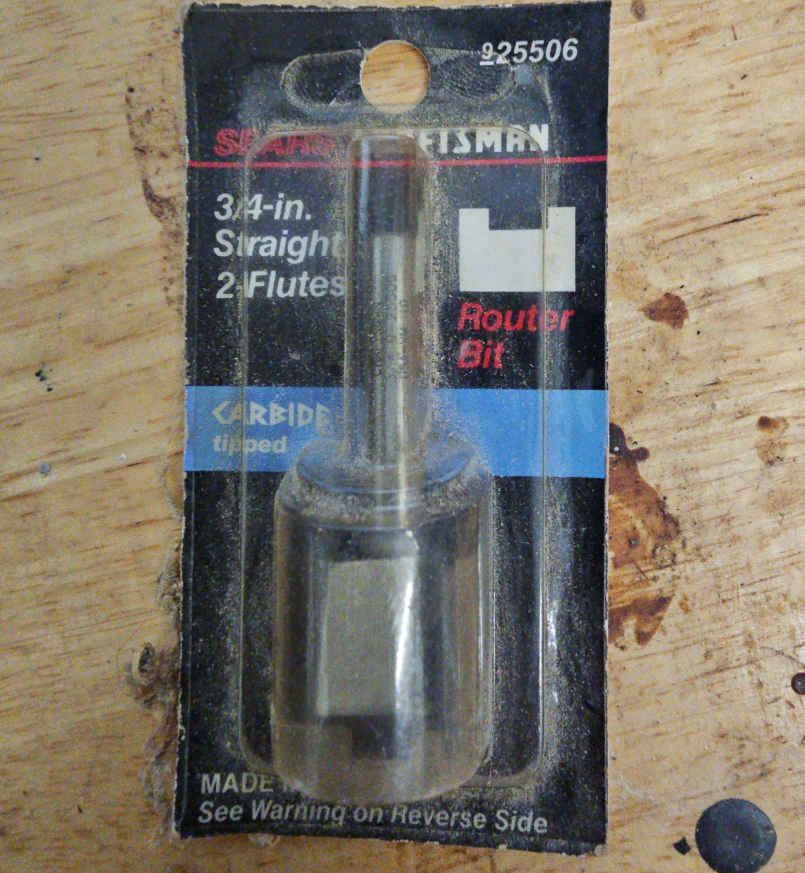 925506
SEARS CRAFTSMAN
3/4-in.
Straight
2 Flutes
Router
Bit
CARBIDE
tipped
MADE
See Warning on Reverse Side